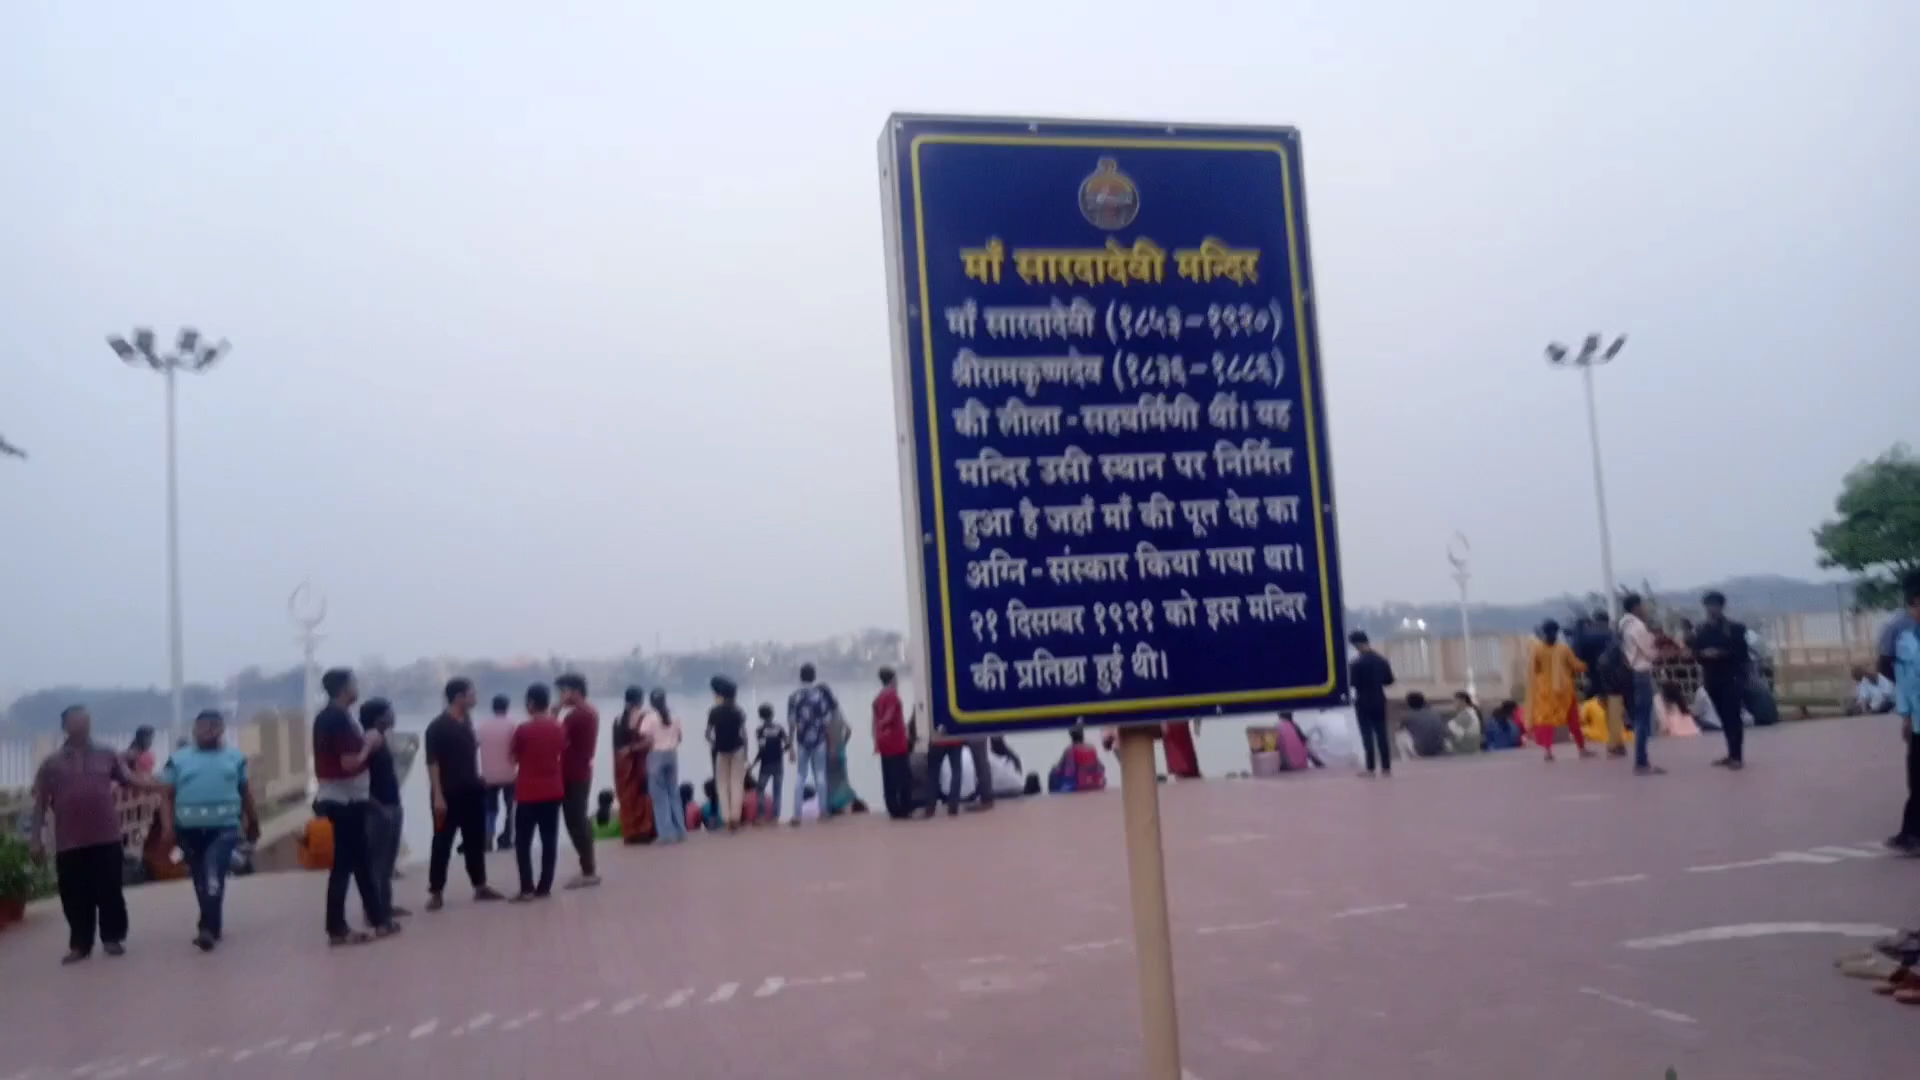 माँ सारदादेवी मन्दिर
माँ सारदादेवी (१८५३-१९२०)
श्रीरामकृष्णदेव (१८३६-१८८६)
की लीला-सहधर्मिणी थीं। यह
मन्दिर उसी स्थान पर निर्मित
हुआ है जहाँ माँ की पूत देह का
अग्नि-संस्कार किया गया था।
२१ दिसम्बर १९२१ को इस मन्दिर
की प्रतिष्ठा हुई थी।